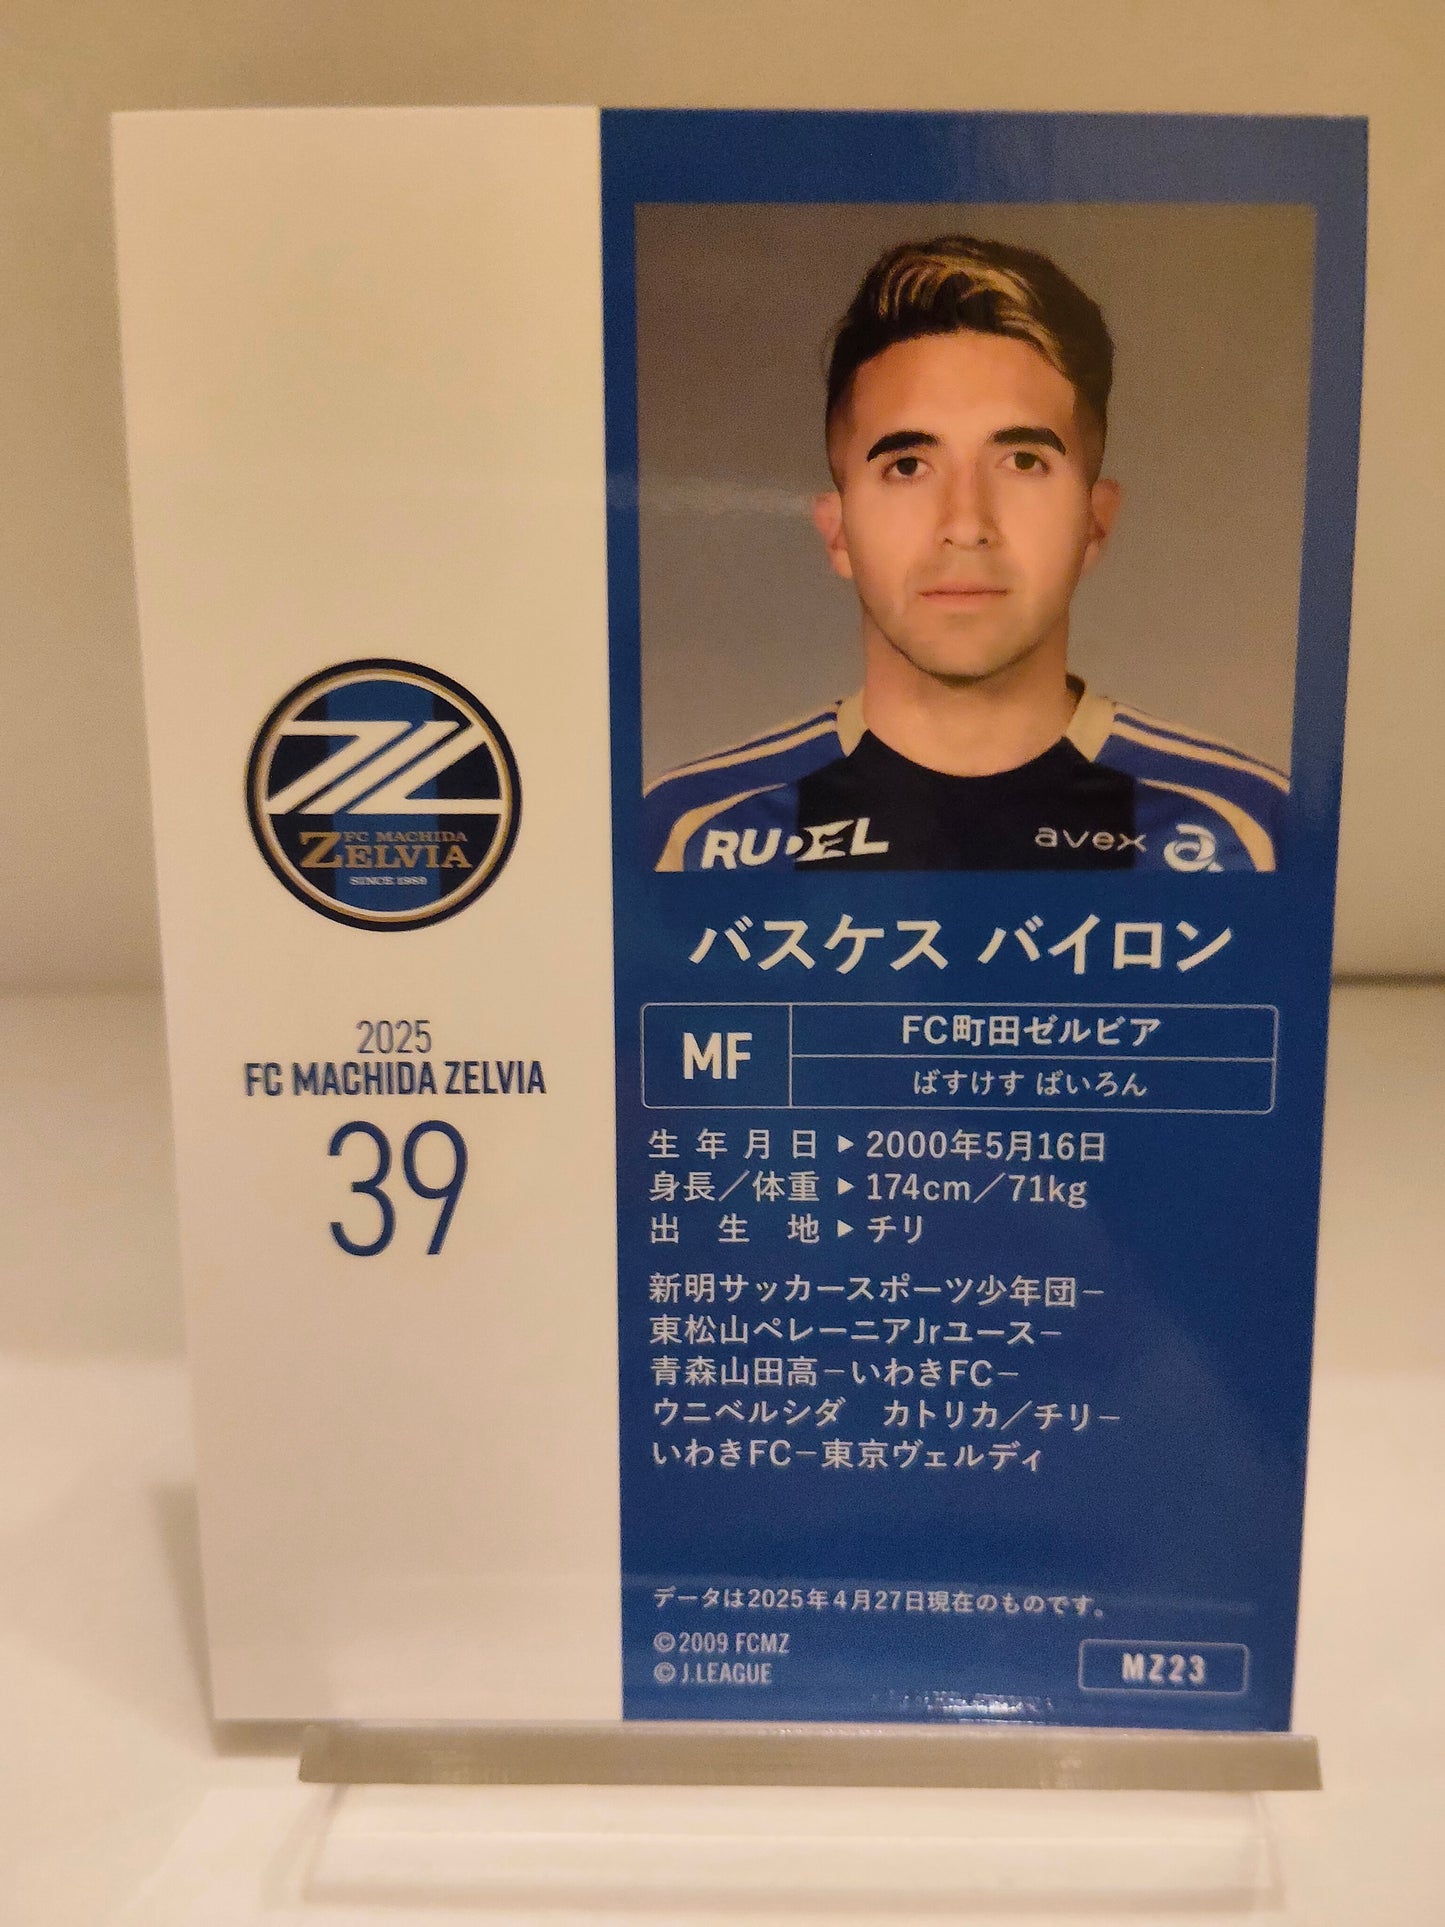 FC MACHIDA
ZELVIA
SINCE 1989
2025
FC MACHIDA ZELVIA
39
RUDEL
avex
バスケス バイロン
MF
FC町田ゼルビア
ばすけす ばいろん
生年月日▶2000年5月16日
身長／体重▶174cm／71kg
出生地▶チリ
新明サッカースポーツ少年団−
東松山ペレーニアJrユース−
青森山田高−いわきFC−
ウニベルシダ　カトリカ／チリ−
いわきFC−東京ヴェルディ
データは2025年4月27日現在のものです。
©2009 FCMZ
©J.LEAGUE
MZ23